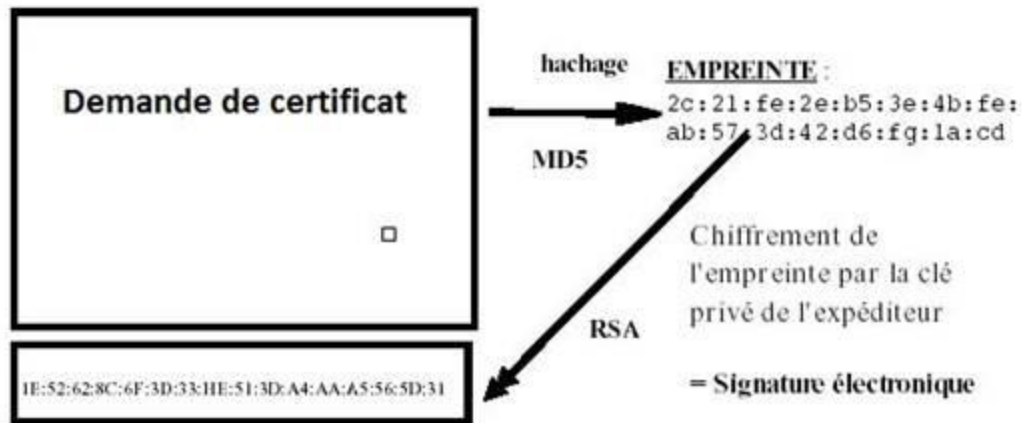 Demande de certificat
hachage
MD5
EMPREINTE :
2c:21:fe:2e:b5:3e:4b:fe:
ab:57:3d:42:d6:fg:1a:cd
Chiffrement de
l'empreinte par la clé
privé de l'expéditeur
RSA
= Signature électronique
1E:52:62:8C:6F:3D:33:HE:51:3D:A4:AA:A5:56:5D:31